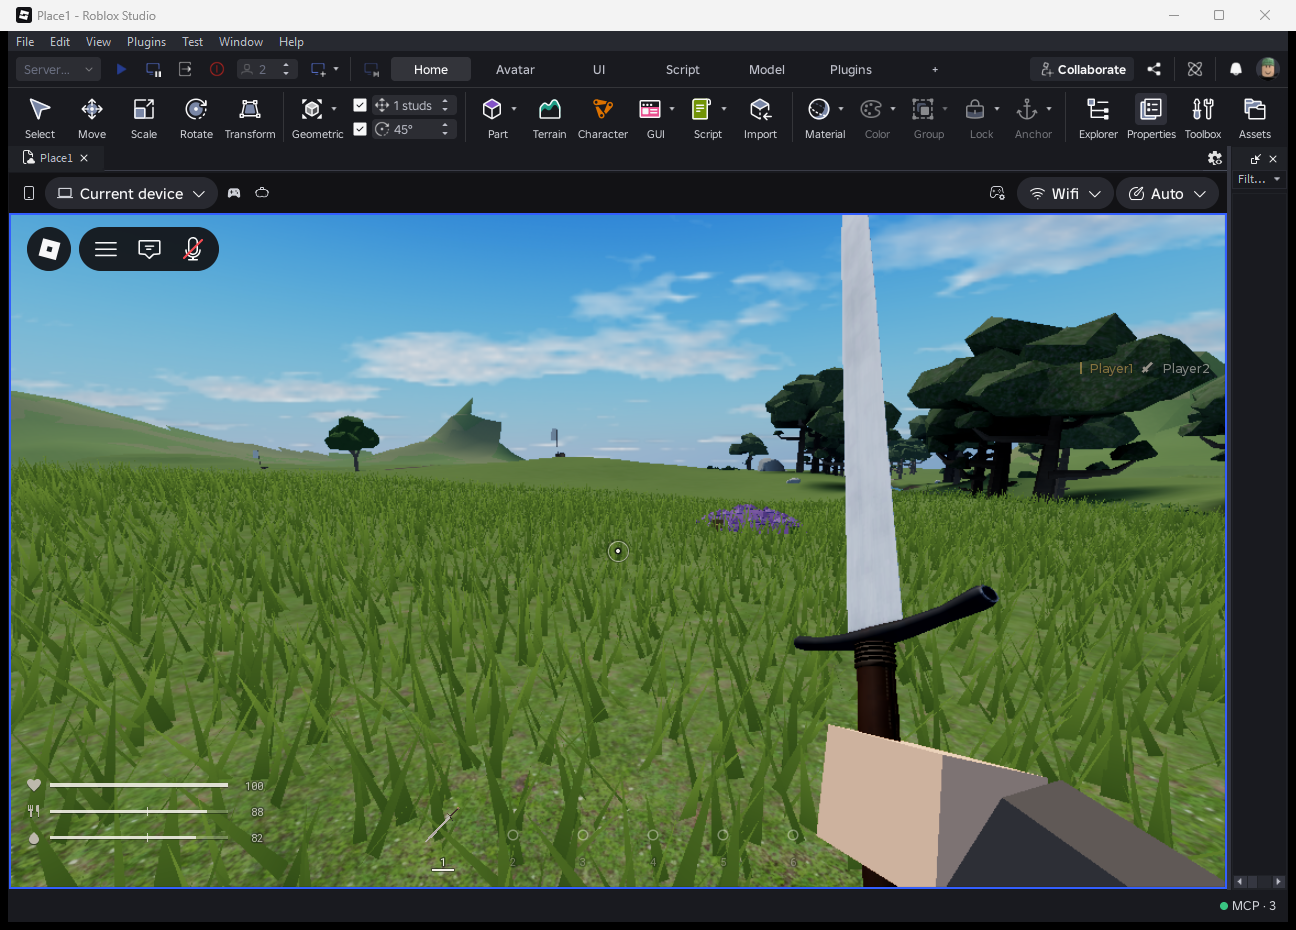 Place1 - Roblox Studio
File Edit View Plugins Test Window Help
Server... 2 Home Avatar UI Script Model Plugins + Collaborate
1 studs
45°
Select Move Scale Rotate Transform Geometric Part Terrain Character GUI Script Import Material Color Group Lock Anchor Explorer Properties Toolbox Assets
Place1
Filt...
Current device Wifi Auto
Player1 Player2
100
88
82
1 2 3 4 5 6
MCP · 3